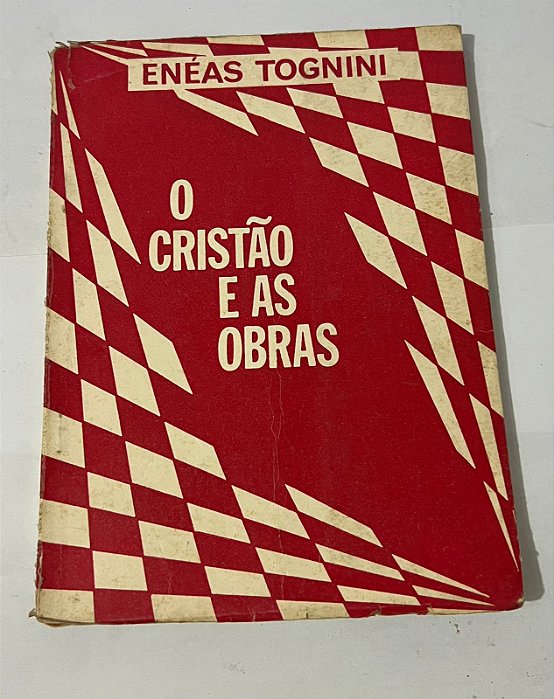 ENÉAS TOGNINI
O
CRISTÃO
E AS
OBRAS